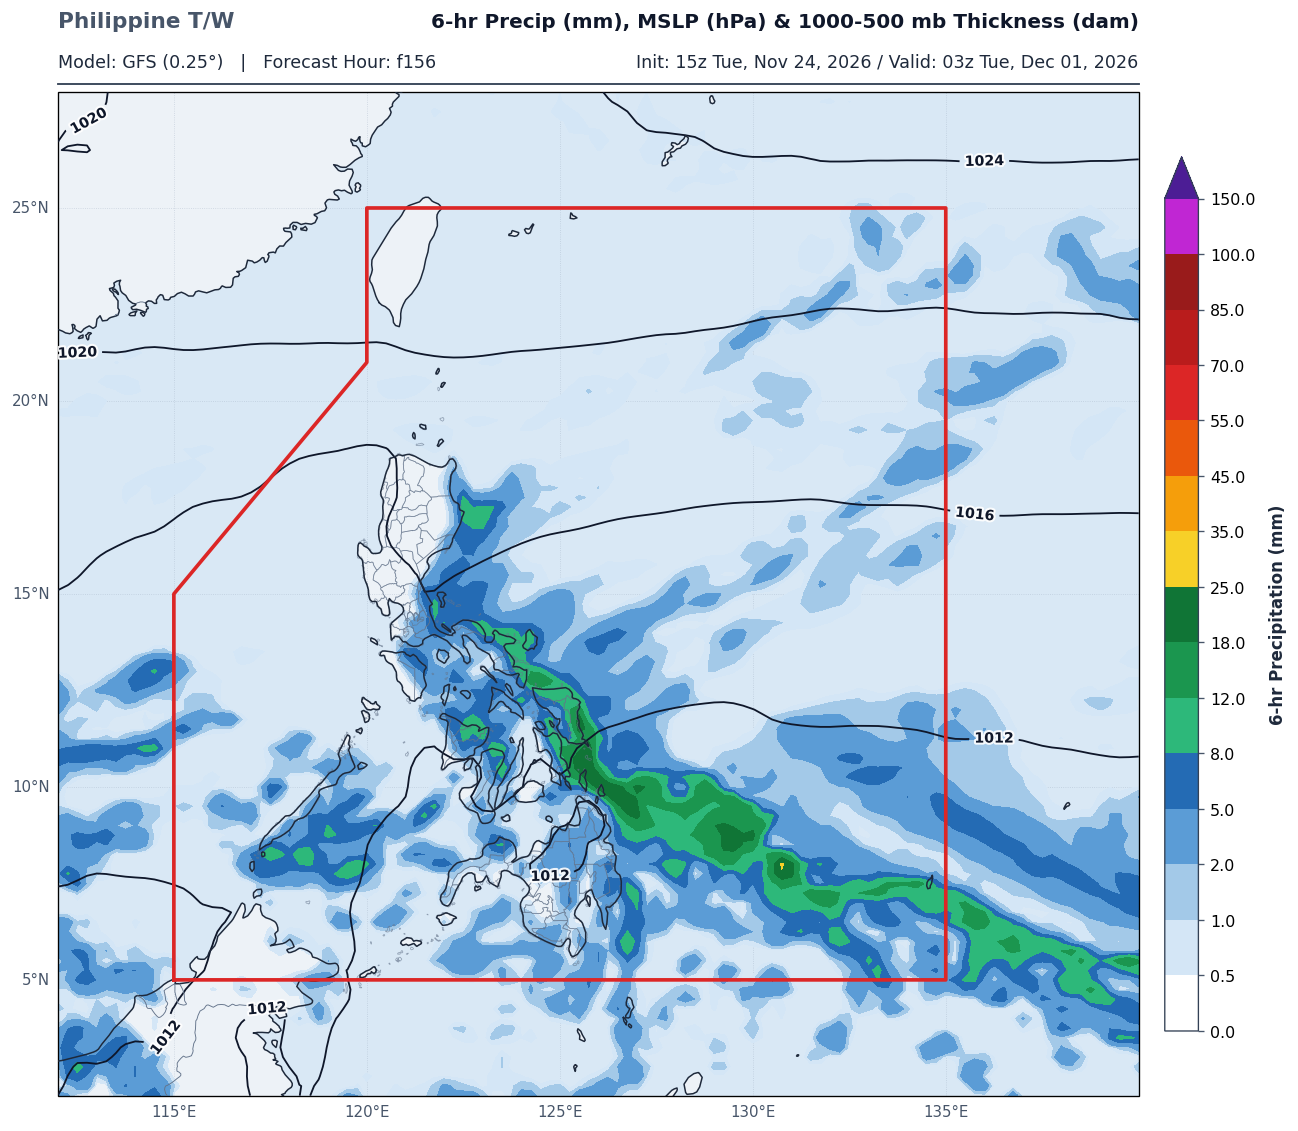 Philippine T/W
6-hr Precip (mm), MSLP (hPa) & 1000-500 mb Thickness (dam)
Model: GFS (0.25°) | Forecast Hour: f156
Init: 15z Tue, Nov 24, 2026 / Valid: 03z Tue, Dec 01, 2026
1020
1024
1020
1016
1012
1012
1012
1012
25°N
20°N
15°N
10°N
5°N
115°E
120°E
125°E
130°E
135°E
150.0
100.0
85.0
70.0
55.0
45.0
35.0
25.0
18.0
12.0
8.0
5.0
2.0
1.0
0.5
0.0
6-hr Precipitation (mm)